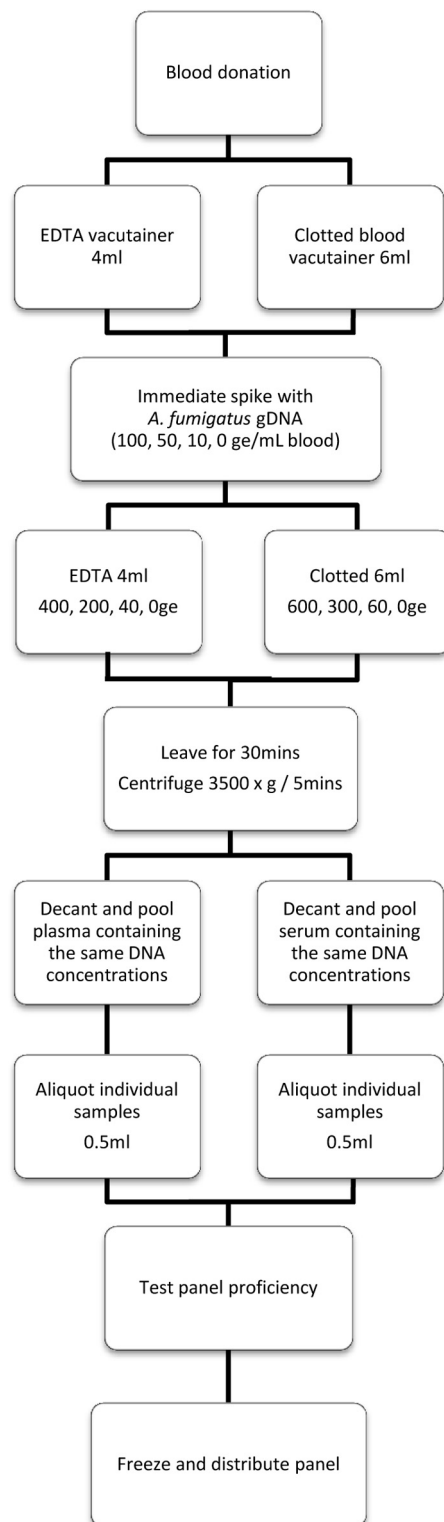 Blood donation
EDTA vacutainer
4ml
Clotted blood
vacutainer 6ml
Immediate spike with
A. fumigatus gDNA
(100, 50, 10, 0 ge/mL blood)
EDTA 4ml
400, 200, 40, 0ge
Clotted 6ml
600, 300, 60, 0ge
Leave for 30mins
Centrifuge 3500 x g / 5mins
Decant and pool
plasma containing
the same DNA
concentrations
Decant and pool
serum containing
the same DNA
concentrations
Aliquot individual
samples
0.5ml
Aliquot individual
samples
0.5ml
Test panel proficiency
Freeze and distribute panel